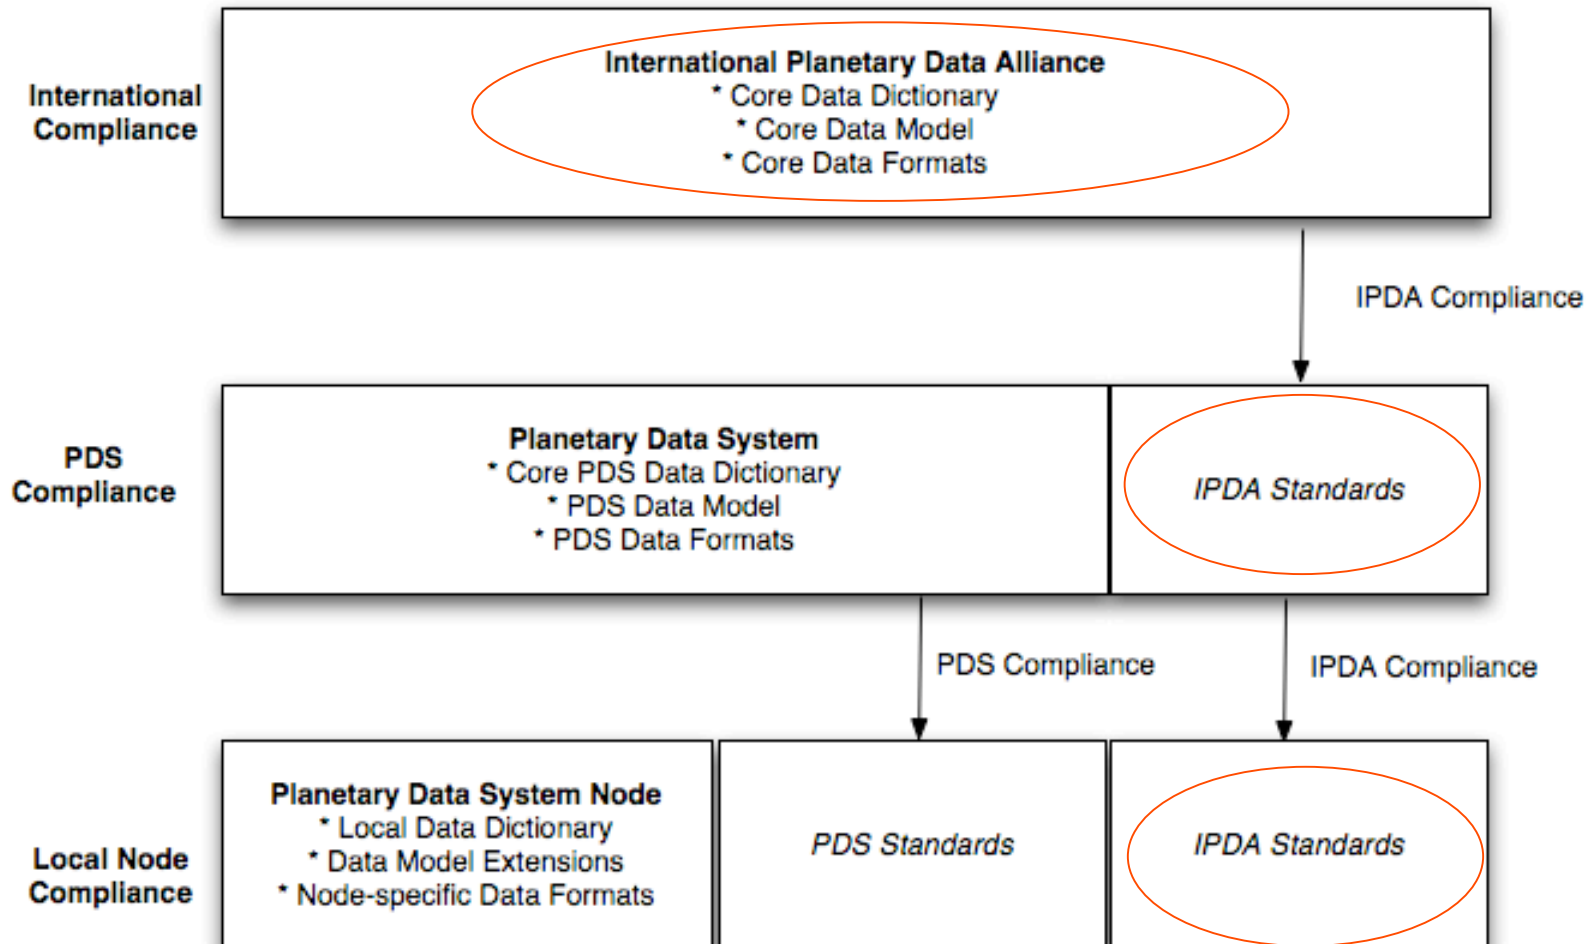 International
Compliance
International Planetary Data Alliance
* Core Data Dictionary
* Core Data Model
* Core Data Formats
IPDA Compliance
PDS
Compliance
Planetary Data System
* Core PDS Data Dictionary
* PDS Data Model
* PDS Data Formats
IPDA Standards
PDS Compliance
IPDA Compliance
Local Node
Compliance
Planetary Data System Node
* Local Data Dictionary
* Data Model Extensions
* Node-specific Data Formats
PDS Standards
IPDA Standards